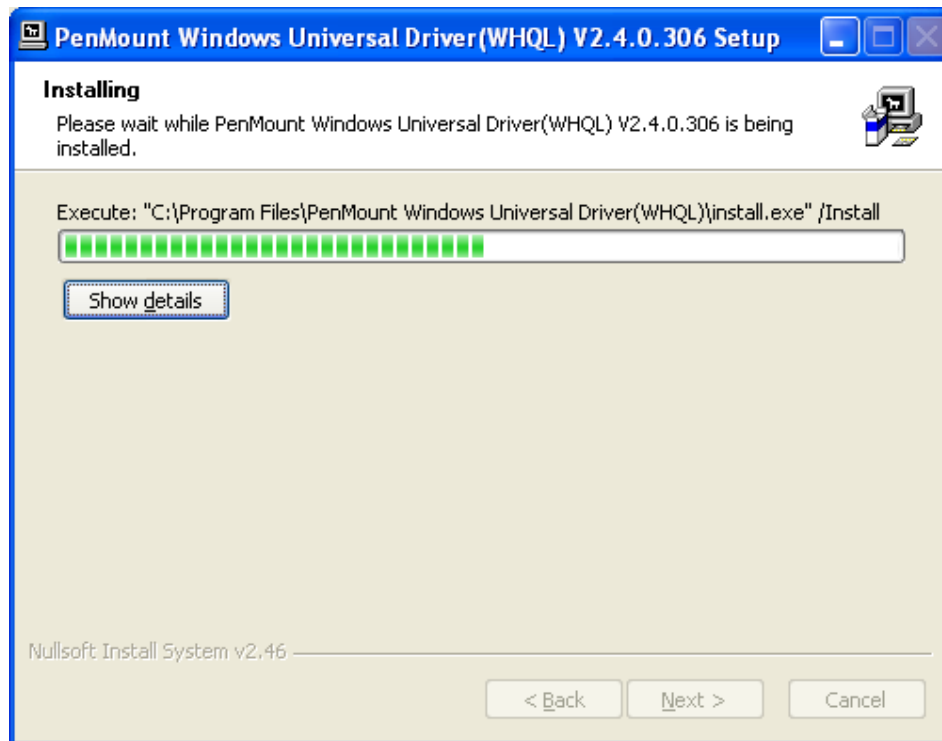 PenMount Windows Universal Driver(WHQL) V2.4.0.306 Setup
Installing
Please wait while PenMount Windows Universal Driver(WHQL) V2.4.0.306 is being
installed.
Execute: "C:\Program Files\PenMount Windows Universal Driver(WHQL)\install.exe" /Install
Show details
Nullsoft Install System v2.46
< Back Next > Cancel